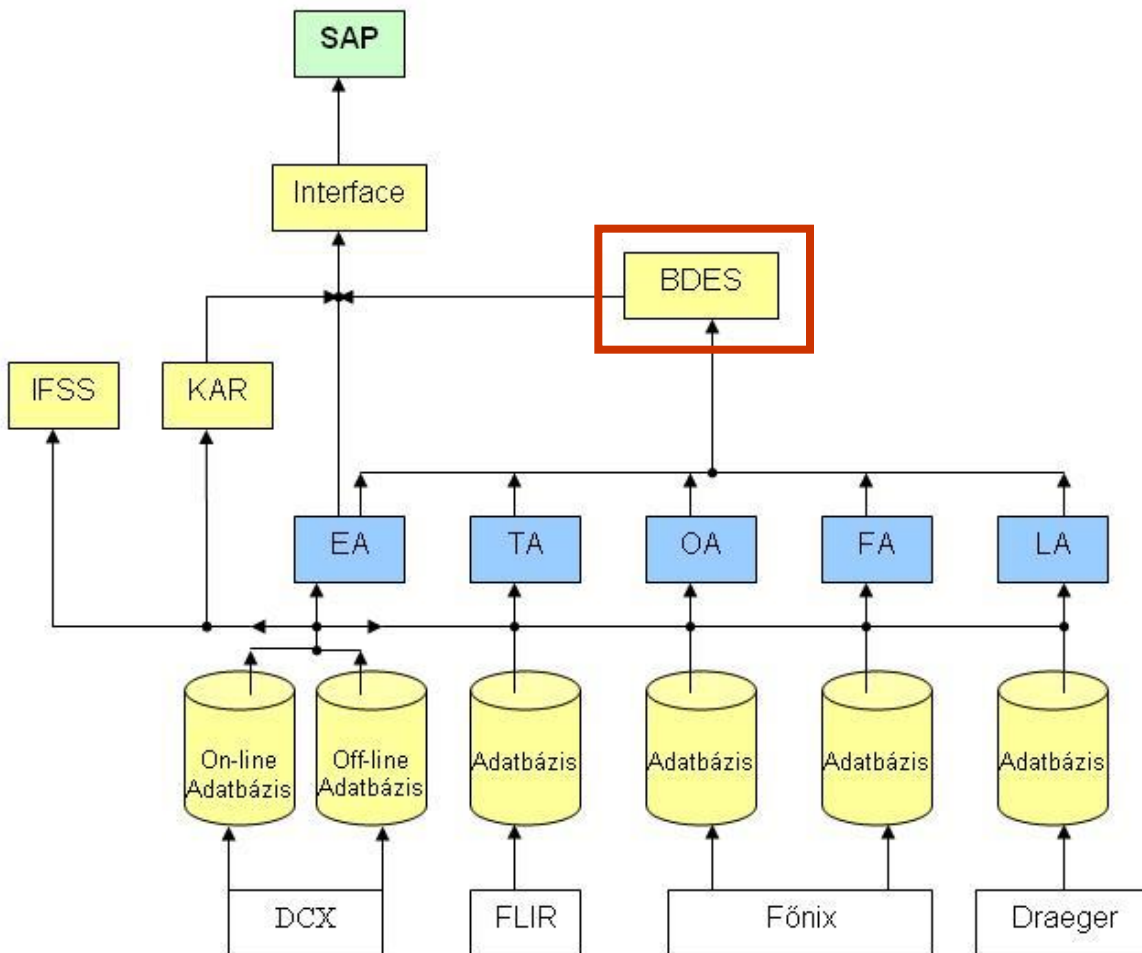 SAP
Interface
BDES
IFSS
KAR
EA
TA
OA
FA
LA
On-line
Adatbázis
Off-line
Adatbázis
Adatbázis
Adatbázis
Adatbázis
Adatbázis
DCX
FLIR
Főnix
Draeger